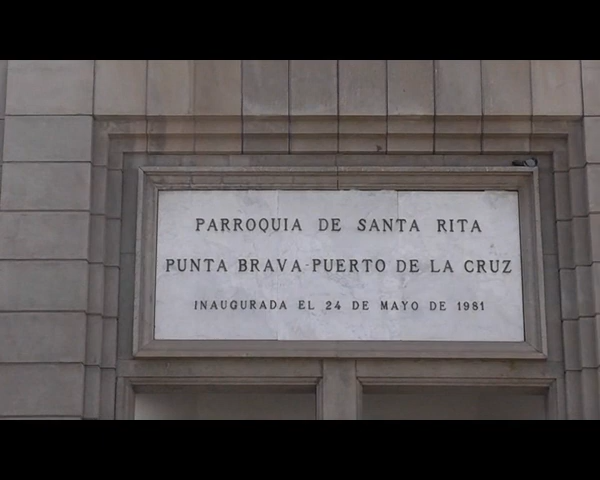 PARROQUIA DE SANTA RITA
PUNTA BRAVA-PUERTO DE LA CRUZ
INAUGURADA EL 24 DE MAYO DE 1981